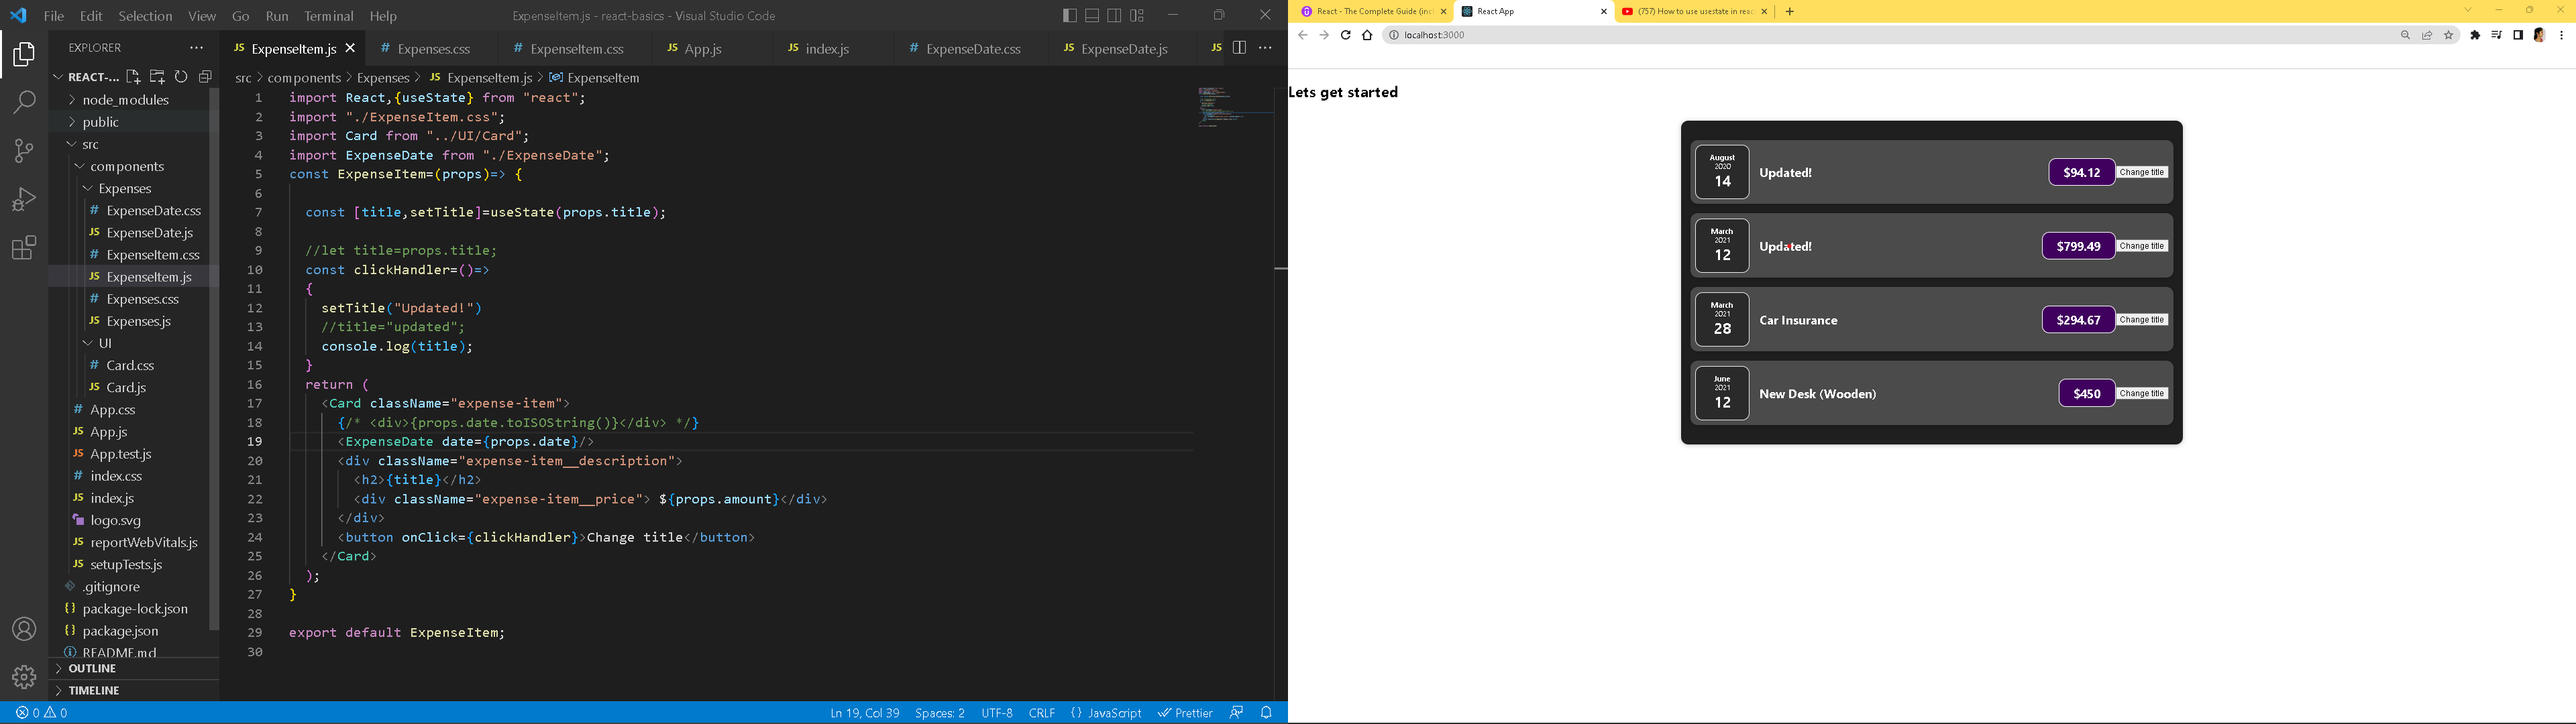 File Edit Selection View Go Run Terminal Help
ExpenseItem.js - react-basics - Visual Studio Code
EXPLORER
REACT-...
node_modules
public
src
components
Expenses
# ExpenseDate.css
JS ExpenseDate.js
# ExpenseItem.css
JS ExpenseItem.js
# Expenses.css
JS Expenses.js
UI
# Card.css
JS Card.js
# App.css
JS App.js
JS App.test.js
# index.css
JS index.js
logo.svg
JS reportWebVitals.js
JS setupTests.js
.gitignore
{} package-lock.json
{} package.json
README.md
OUTLINE
TIMELINE
JS ExpenseItem.js # Expenses.css # ExpenseItem.css JS App.js JS index.js # ExpenseDate.css JS ExpenseDate.js JS
src > components > Expenses > JS ExpenseItem.js > ExpenseItem
1 import React,{useState} from "react";
2 import "./ExpenseItem.css";
3 import Card from "../UI/Card";
4 import ExpenseDate from "./ExpenseDate";
5 const ExpenseItem=(props)=> {
6
7 const [title,setTitle]=useState(props.title);
8
9 //let title=props.title;
10 const clickHandler=()=>
11 {
12 setTitle("Updated!")
13 //title="updated";
14 console.log(title);
15 }
16 return (
17 <Card className="expense-item">
18 {/* <div>{props.date.toISOString()}</div> */}
19 <ExpenseDate date={props.date}/>
20 <div className="expense-item__description">
21 <h2>{title}</h2>
22 <div className="expense-item__price"> ${props.amount}</div>
23 </div>
24 <button onClick={clickHandler}>Change title</button>
25 </Card>
26 );
27 }
28
29 export default ExpenseItem;
30
0 0
Ln 19, Col 39 Spaces: 2 UTF-8 CRLF {} JavaScript Prettier
React - The Complete Guide (inc
React App
(757) How to use usestate in reac
localhost:3000
Lets get started
August
2020
14
Updated!
$94.12
Change title
March
2021
12
Updated!
$799.49
Change title
March
2021
28
Car Insurance
$294.67
Change title
June
2021
12
New Desk (Wooden)
$450
Change title